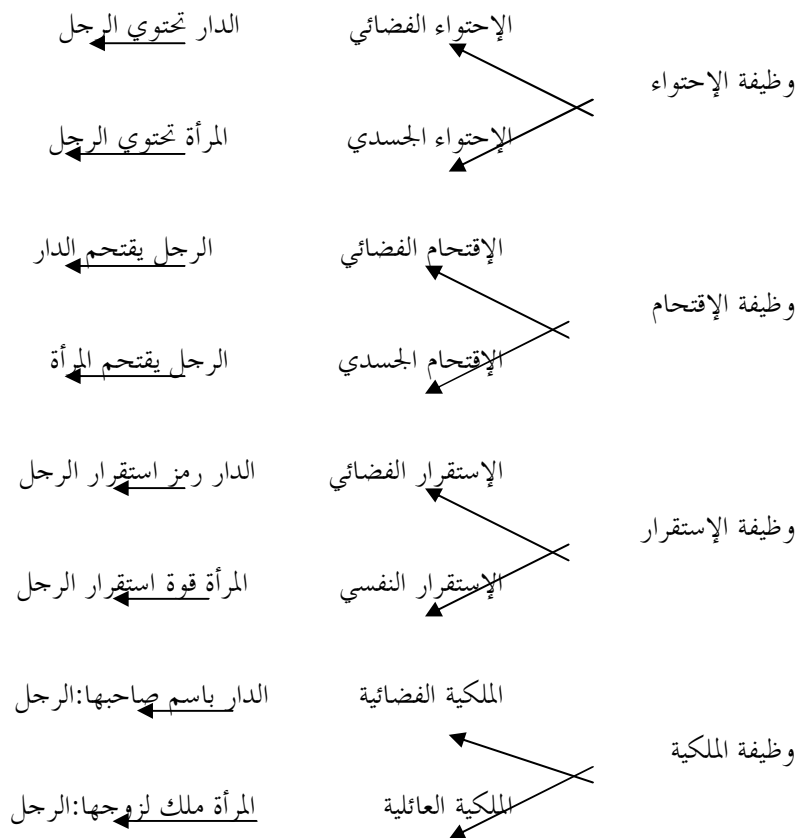 الإحتواء الفضائي الدار تحتوي الرجل
وظيفة الإحتواء
الإحتواء الجسدي المرأة تحتوي الرجل
الإقتحام الفضائي الرجل يقتحم الدار
وظيفة الإقتحام
الإقتحام الجسدي الرجل يقتحم المرأة
الإستقرار الفضائي الدار رمز استقرار الرجل
وظيفة الإستقرار
الإستقرار النفسي المرأة قوة استقرار الرجل
الملكية الفضائية الدار باسم صاحبها:الرجل
وظيفة الملكية
الملكية العائلية المرأة ملك لزوجها:الرجل